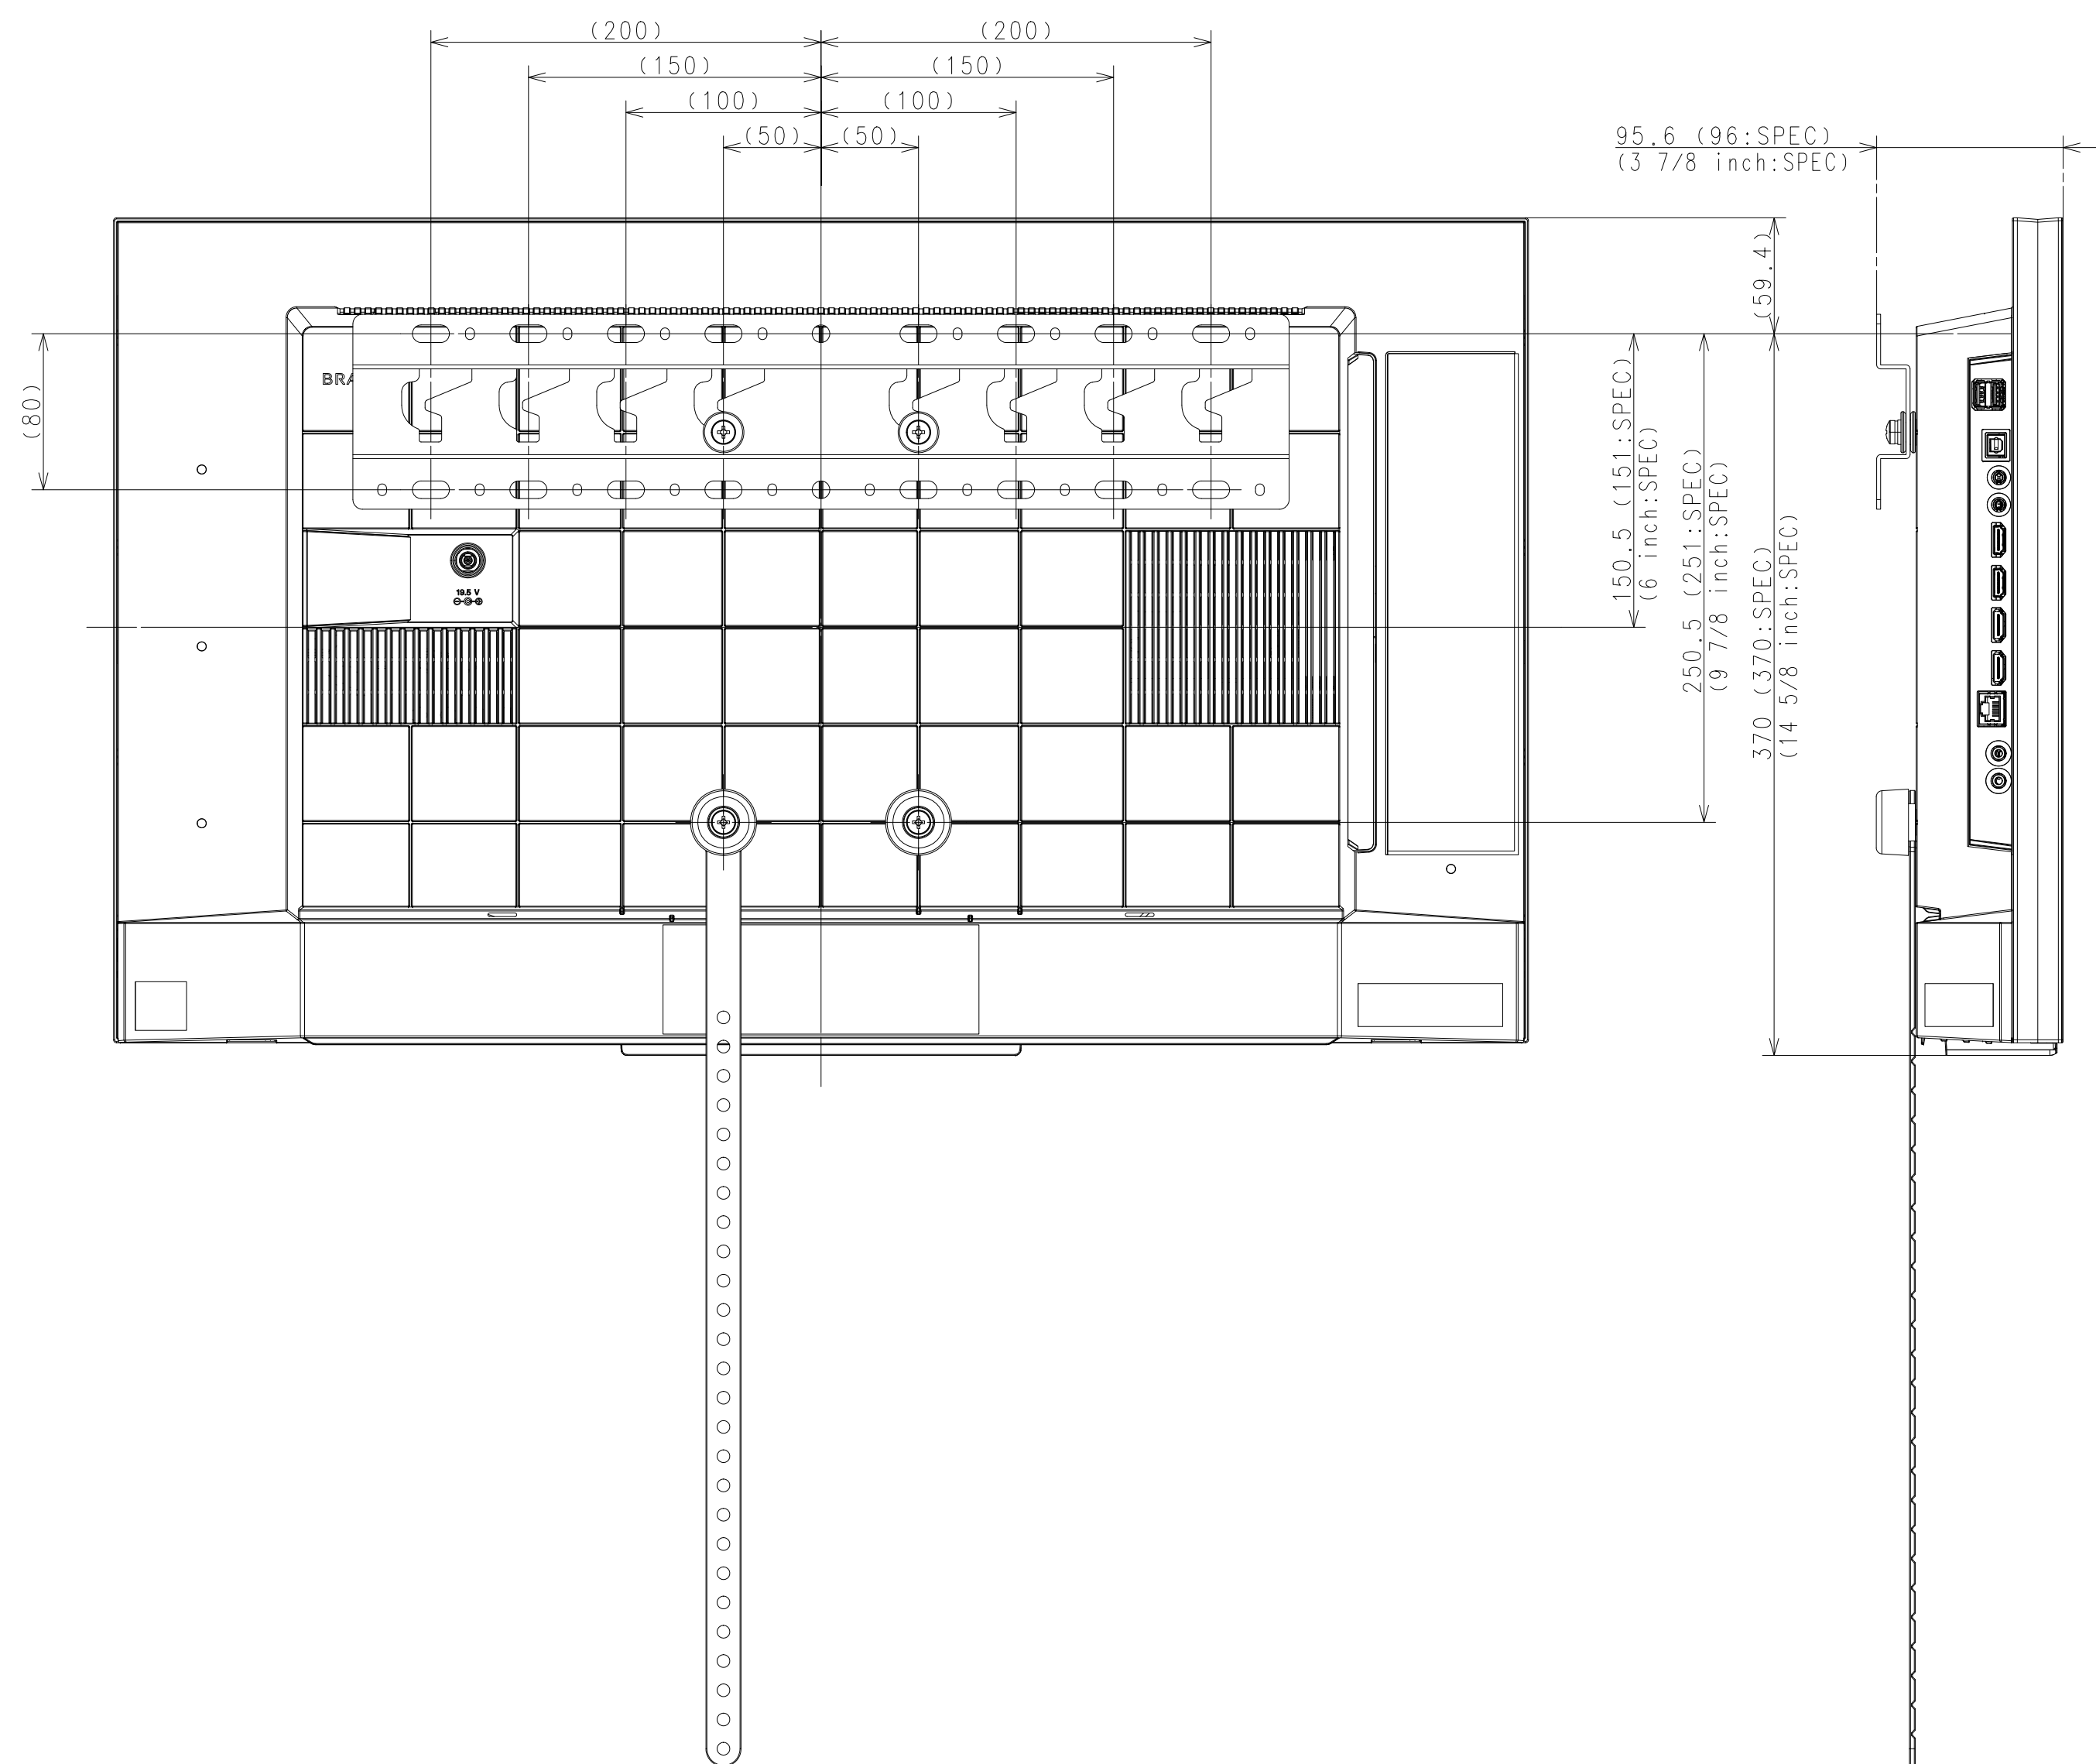 (200) (200)
(150) (150)
(100) (100)
(50) (50)
95.6 (96:SPEC)
(3 7/8 inch:SPEC)
(59.4)
(80)
BRA
150.5 (151:SPEC)
(6 inch:SPEC)
250.5 (251:SPEC)
(9 7/8 inch:SPEC)
370 (370:SPEC)
(14 5/8 inch:SPEC)
19.5 V